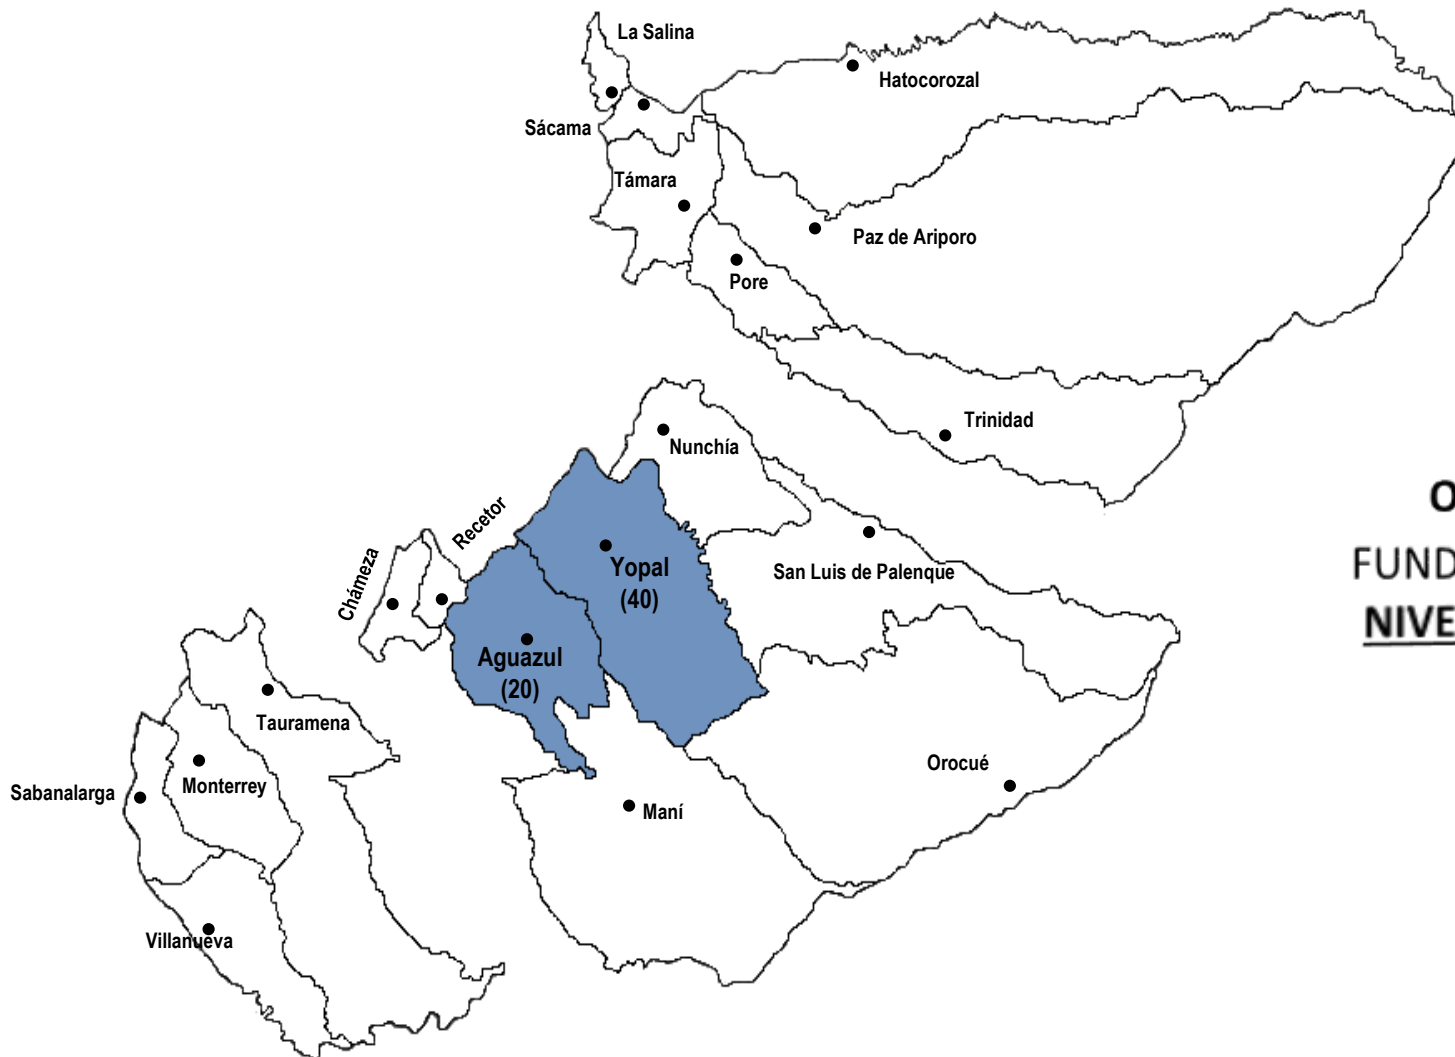 La Salina
Hatocorozal
Sácama
Támara
Paz de Ariporo
Pore
Trinidad
Nunchía
Recetor
San Luis de Palenque
Chámeza
Yopal
(40)
Aguazul
(20)
Tauramena
Orocué
Monterrey
Sabanalarga
Maní
Villanueva
O
FUND
NIVE